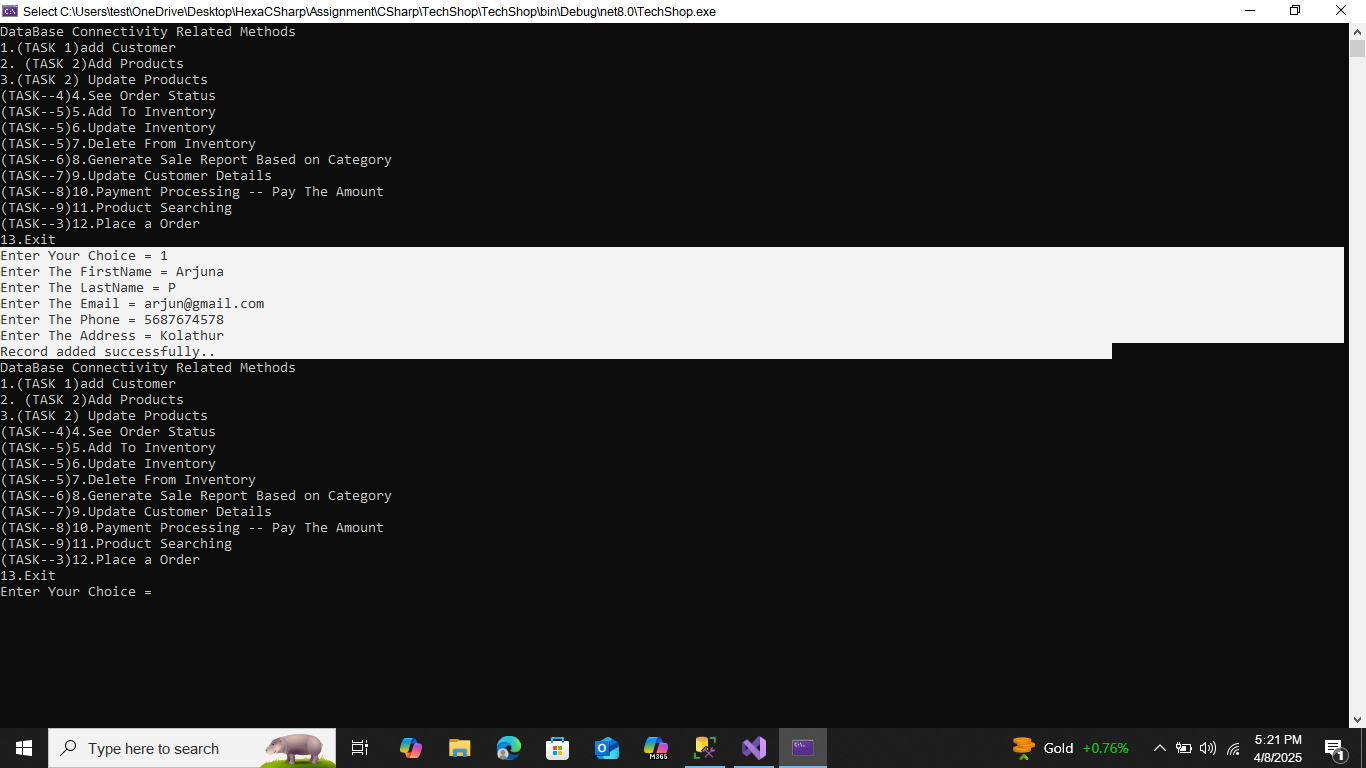 Select C:\Users\test\OneDrive\Desktop\HexaCSharp\Assignment\CSharp\TechShop\TechShop\bin\Debug\net8.0\TechShop.exe
DataBase Connectivity Related Methods
1.(TASK 1)add Customer
2. (TASK 2)Add Products
3.(TASK 2) Update Products
(TASK--4)4.See Order Status
(TASK--5)5.Add To Inventory
(TASK--5)6.Update Inventory
(TASK--5)7.Delete From Inventory
(TASK--6)8.Generate Sale Report Based on Category
(TASK--7)9.Update Customer Details
(TASK--8)10.Payment Processing -- Pay The Amount
(TASK--9)11.Product Searching
(TASK--3)12.Place a Order
13.Exit
Enter Your Choice = 1
Enter The FirstName = Arjuna
Enter The LastName = P
Enter The Email = arjun@gmail.com
Enter The Phone = 5687674578
Enter The Address = Kolathur
Record added successfully..
DataBase Connectivity Related Methods
1.(TASK 1)add Customer
2. (TASK 2)Add Products
3.(TASK 2) Update Products
(TASK--4)4.See Order Status
(TASK--5)5.Add To Inventory
(TASK--5)6.Update Inventory
(TASK--5)7.Delete From Inventory
(TASK--6)8.Generate Sale Report Based on Category
(TASK--7)9.Update Customer Details
(TASK--8)10.Payment Processing -- Pay The Amount
(TASK--9)11.Product Searching
(TASK--3)12.Place a Order
13.Exit
Enter Your Choice =
Type here to search
M365
Gold +0.76%
5:21 PM
4/8/2025
1